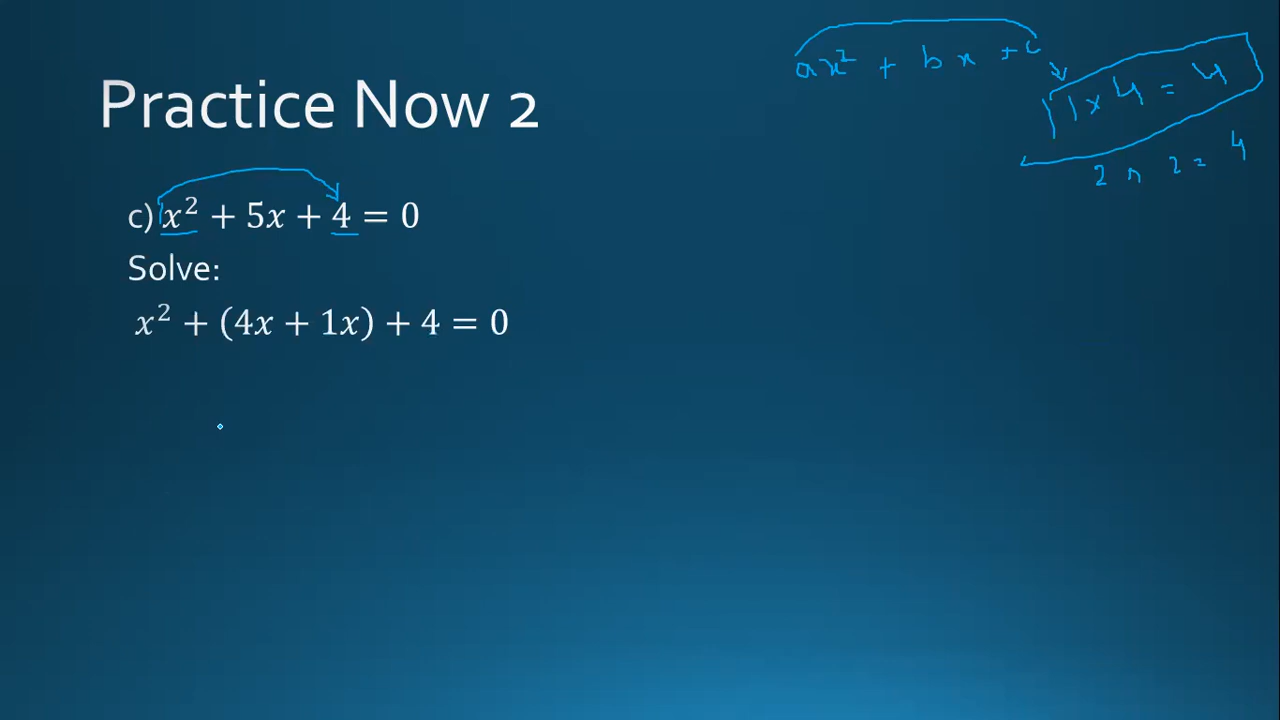 ax² + bx + c
1 x 4 = 4
2 x 2 = 4
Practice Now 2
c) x² + 5x + 4 = 0
Solve:
x² + (4x + 1x) + 4 = 0